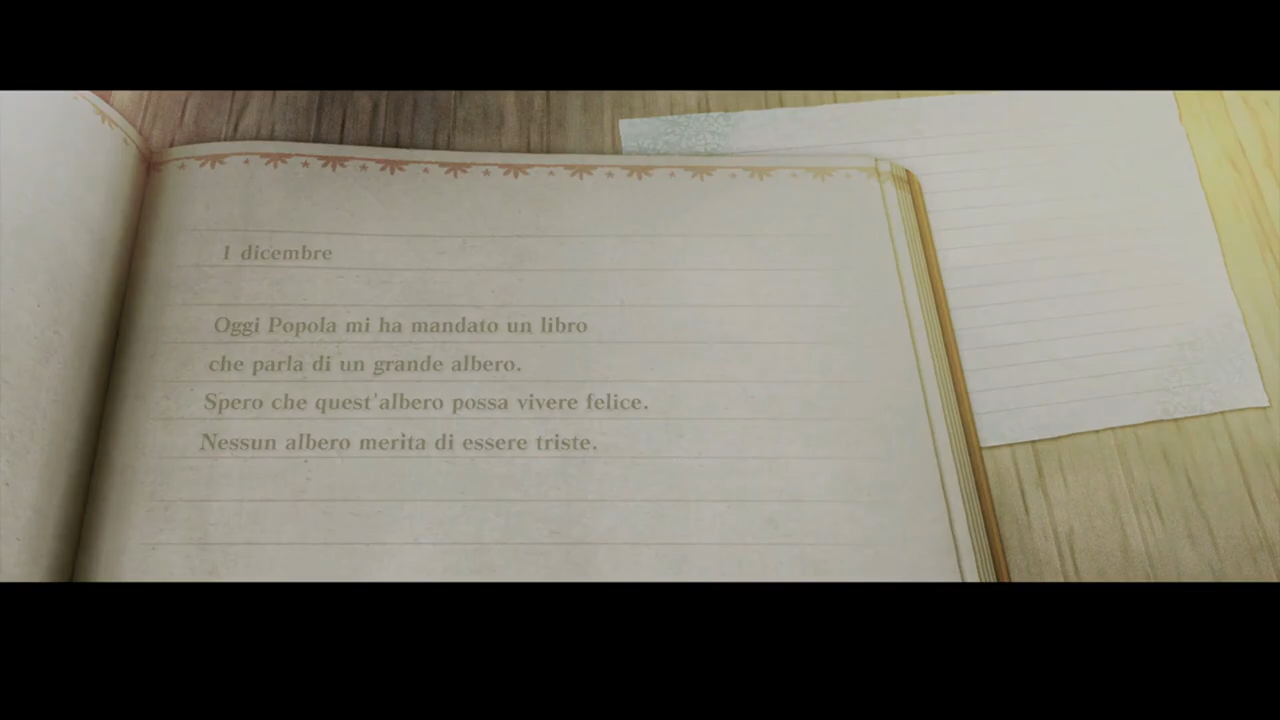 1 dicembre
Oggi Popola mi ha mandato un libro
che parla di un grande albero.
Spero che quest'albero possa vivere felice.
Nessun albero merita di essere triste.